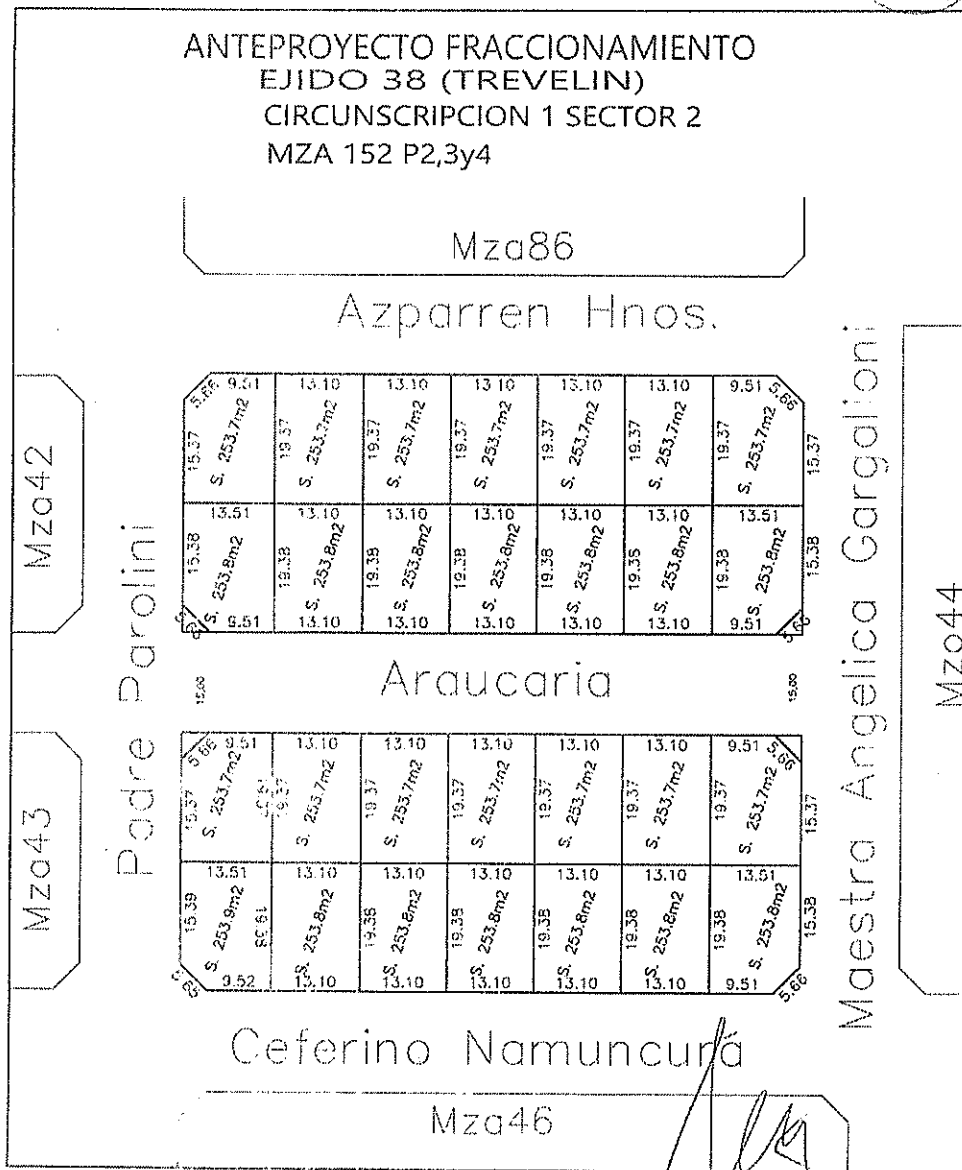 ANTEPROYECTO FRACCIONAMIENTO
EJIDO 38 (TREVELIN)
CIRCUNSCRIPCION 1 SECTOR 2
MZA 152 P2,3y4
Mza86
Azparren Hnos.
Mza42
Padre Parolini
Maestra Angelica Gargalioni
Mza44
5.66 9.51 13.10 13.10 13.10 13.10 13.10 9.51 5.66
15.37 S. 253.7m2 19.37 S. 253.7m2 19.37 S. 253.7m2 19.37 S. 253.7m2 19.37 S. 253.7m2 19.37 S. 253.7m2 19.37 S. 253.7m2 15.37
13.51 13.10 13.10 13.10 13.10 13.10 13.51
15.38 S. 253.8m2 19.38 S. 253.8m2 19.38 S. 253.8m2 19.38 S. 253.8m2 19.38 S. 253.8m2 19.38 S. 253.8m2 19.38 S. 253.8m2 15.38
9.51 13.10 13.10 13.10 13.10 13.10 9.51
15.00 Araucaria 15.00
Mza43
5.66 9.51 13.10 13.10 13.10 13.10 13.10 9.51 5.66
15.37 S. 253.7m2 19.37 S. 253.7m2 19.37 S. 253.7m2 19.37 S. 253.7m2 19.37 S. 253.7m2 19.37 S. 253.7m2 19.37 S. 253.7m2 15.37
13.51 13.10 13.10 13.10 13.10 13.10 13.51
15.39 S. 253.9m2 19.38 S. 253.8m2 19.38 S. 253.8m2 19.38 S. 253.8m2 19.38 S. 253.8m2 19.38 S. 253.8m2 19.38 S. 253.8m2 15.38
9.52 13.10 13.10 13.10 13.10 13.10 9.51 5.66
Ceferino Namuncurá
Mza46